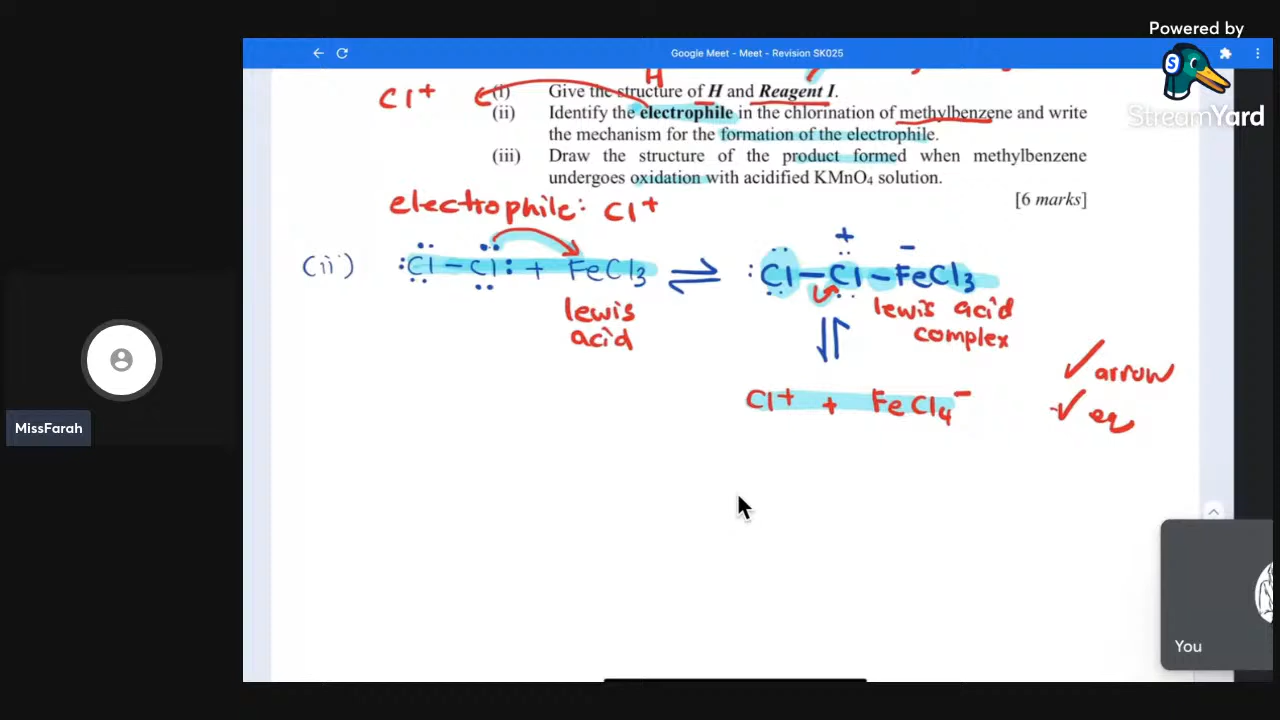 Powered by
StreamYard
Google Meet - Meet - Revision SK025
H
Cl+
(i) Give the structure of H and Reagent I.
(ii) Identify the electrophile in the chlorination of methylbenzene and write
the mechanism for the formation of the electrophile.
(iii) Draw the structure of the product formed when methylbenzene
undergoes oxidation with acidified KMnO₄ solution.
[6 marks]
electrophile: Cl+
(ii) :Cl – Cl: + FeCl₃ ⇌ :Cl – Cl – FeCl₃
+ −
lewis
acid
lewis acid
complex
Cl⁺ + FeCl₄⁻
✓ arrow
✓ eq
MissFarah
You